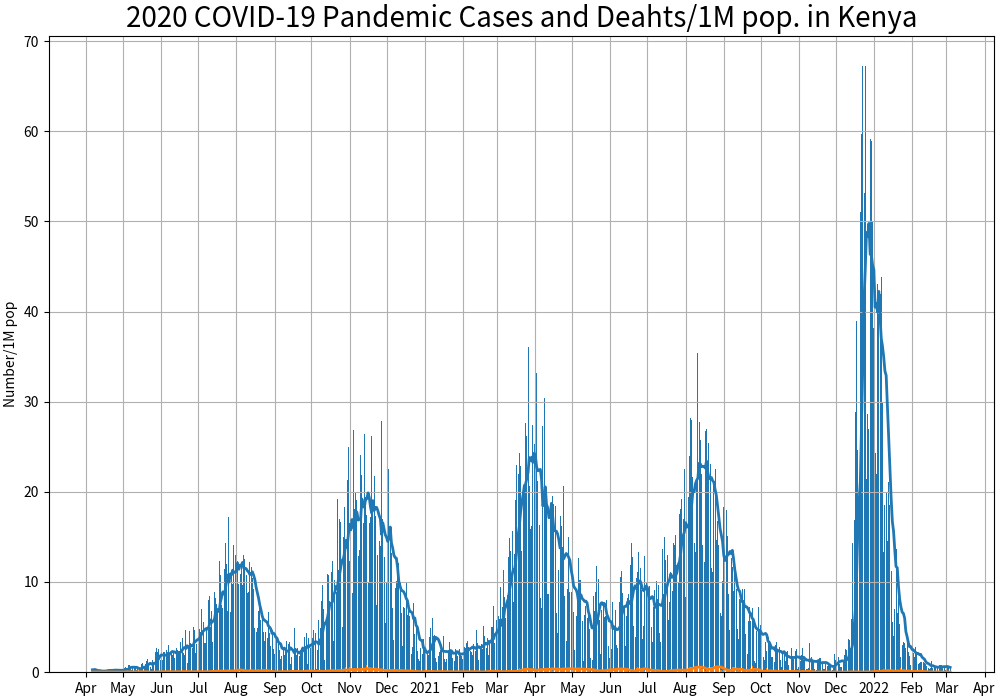 2020 COVID-19 Pandemic Cases and Deahts/1M pop. in Kenya
70
60
50
40
30
20
10
0
Number/1M pop
Apr May Jun Jul Aug Sep Oct Nov Dec 2021 Feb Mar Apr May Jun Jul Aug Sep Oct Nov Dec 2022 Feb Mar Apr